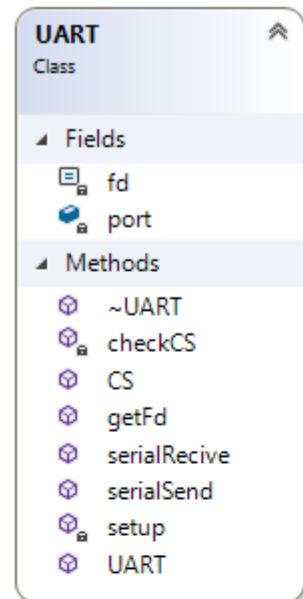 UART
Class
Fields
fd
port
Methods
~UART
checkCS
CS
getFd
serialRecive
serialSend
setup
UART